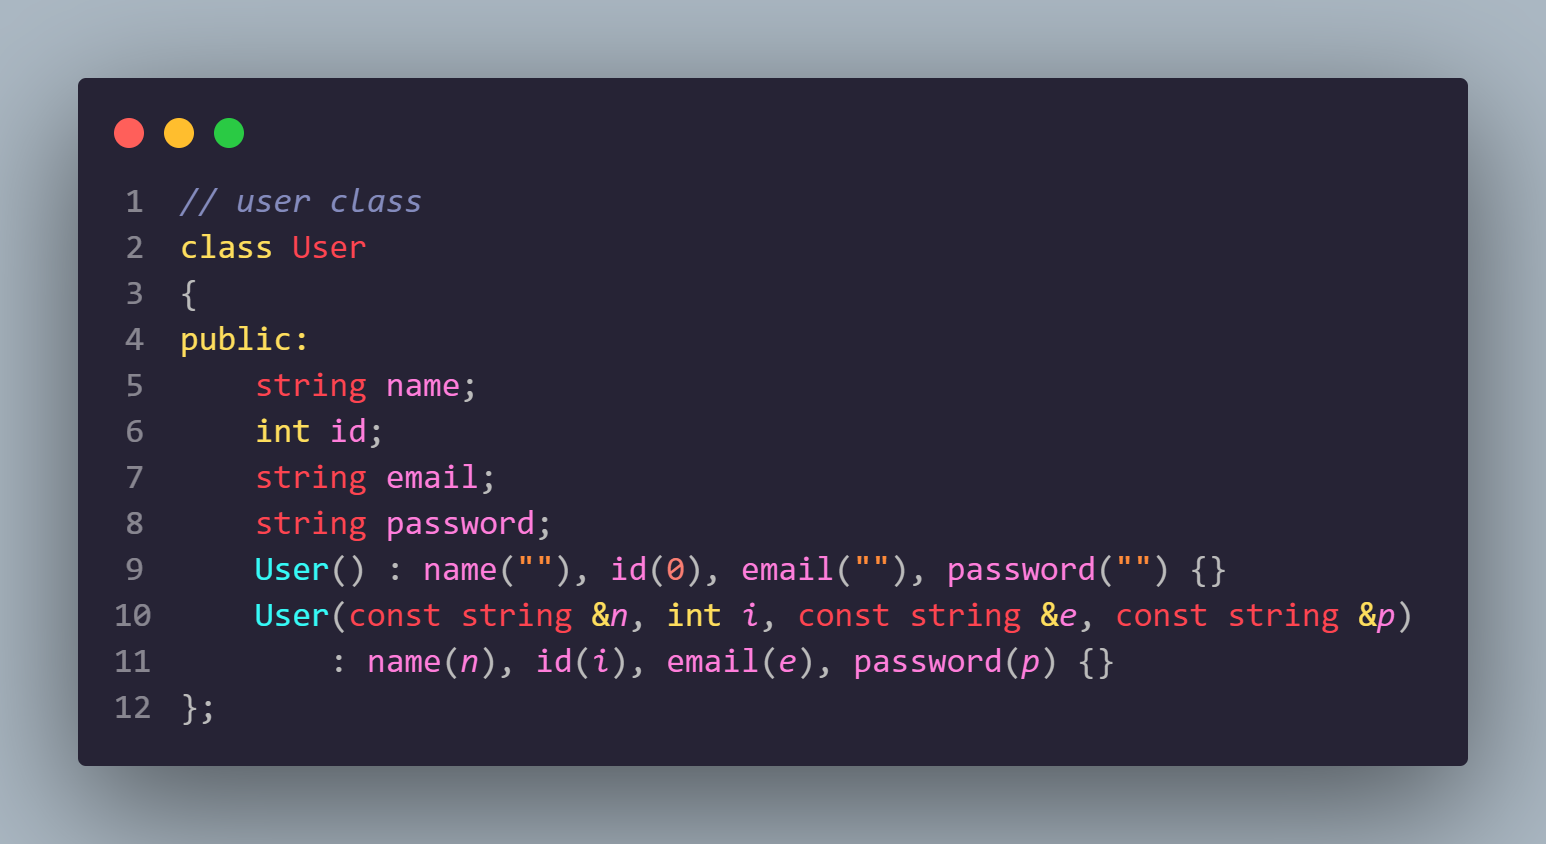 1 // user class
2 class User
3 {
4 public:
5     string name;
6     int id;
7     string email;
8     string password;
9     User() : name(""), id(0), email(""), password("") {}
10     User(const string &n, int i, const string &e, const string &p)
11         : name(n), id(i), email(e), password(p) {}
12 };